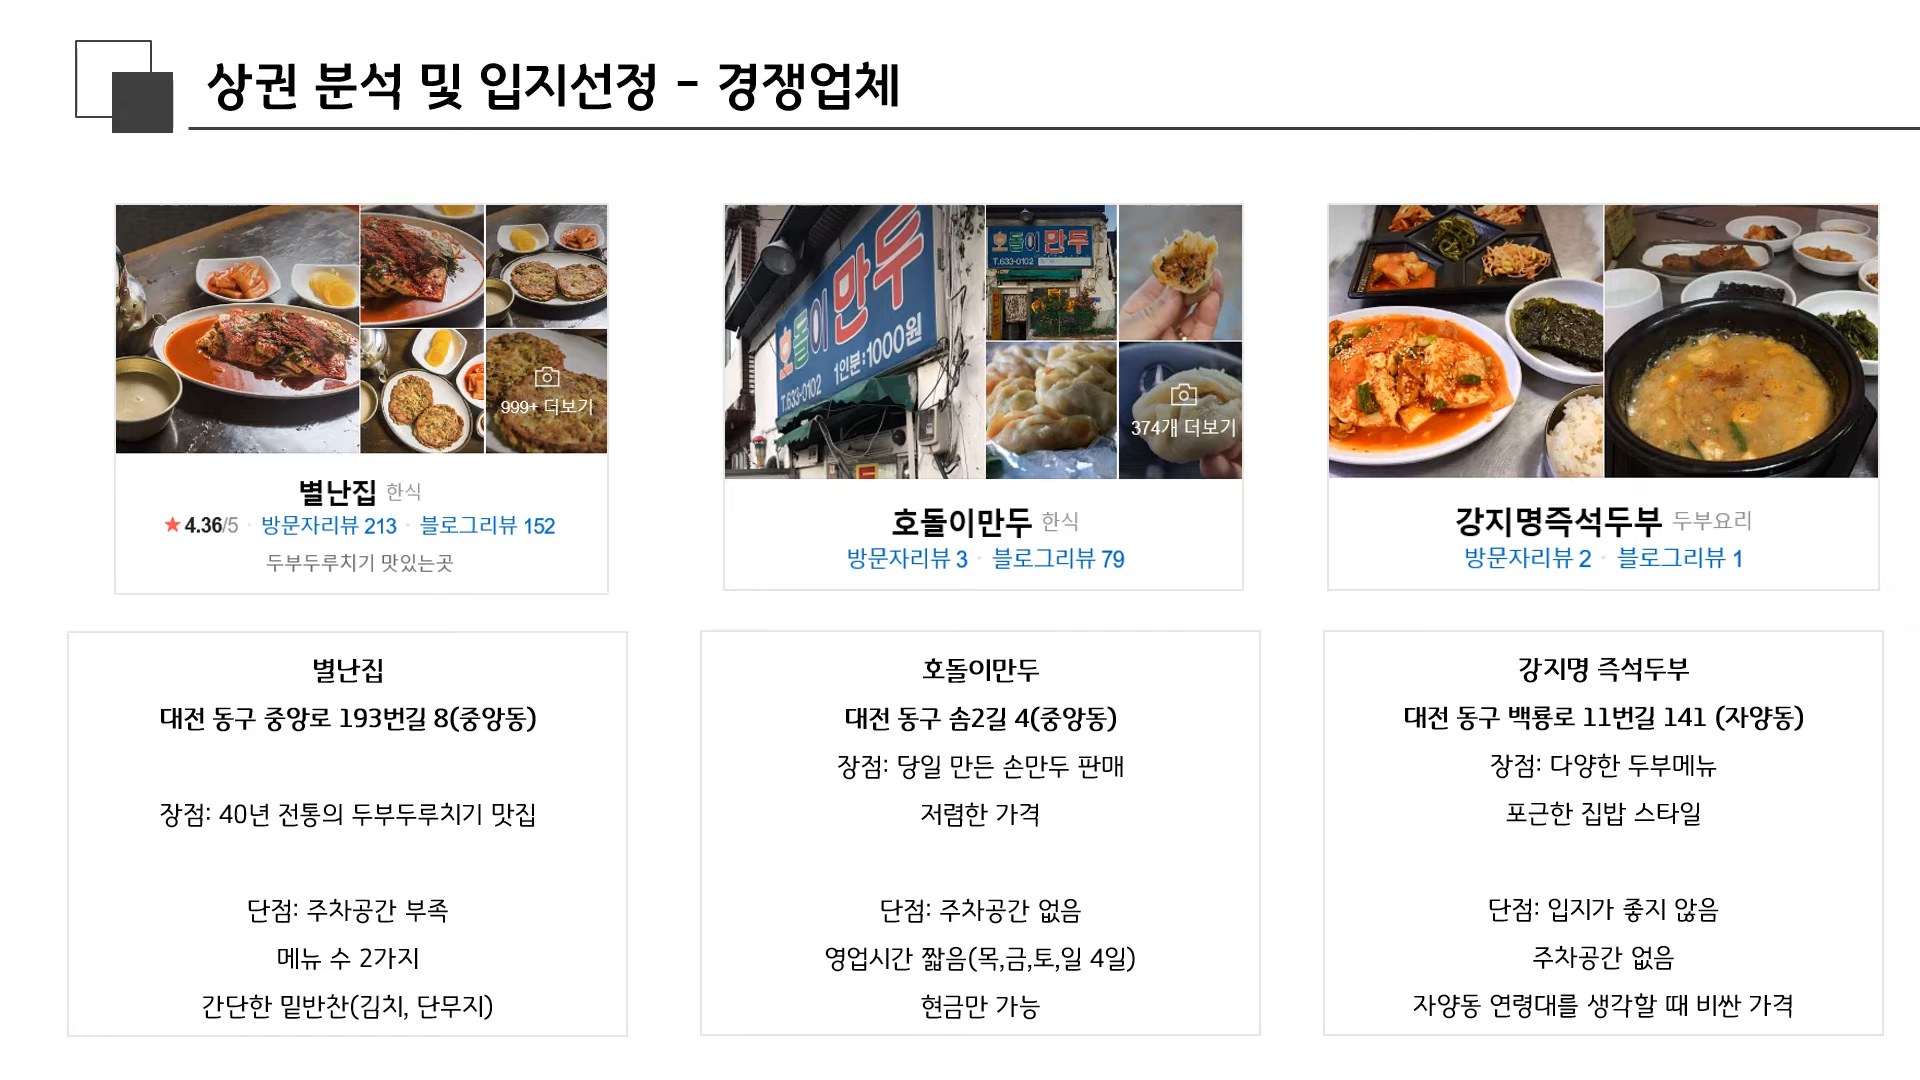 상권 분석 및 입지선정 - 경쟁업체
호돌이만두
T.633-0102 1인분:1000원
호돌이만두
T.633-0102
999+ 더보기
374개 더보기
별난집 한식
★4.36/5 · 방문자리뷰 213 · 블로그리뷰 152
두부두루치기 맛있는곳
호돌이만두 한식
방문자리뷰 3 · 블로그리뷰 79
강지명즉석두부 두부요리
방문자리뷰 2 · 블로그리뷰 1
별난집
대전 동구 중앙로 193번길 8(중앙동)
장점: 40년 전통의 두부두루치기 맛집
단점: 주차공간 부족
메뉴 수 2가지
간단한 밑반찬(김치, 단무지)
호돌이만두
대전 동구 솜2길 4(중앙동)
장점: 당일 만든 손만두 판매
저렴한 가격
단점: 주차공간 없음
영업시간 짧음(목,금,토,일 4일)
현금만 가능
강지명 즉석두부
대전 동구 백룡로 11번길 141 (자양동)
장점: 다양한 두부메뉴
포근한 집밥 스타일
단점: 입지가 좋지 않음
주차공간 없음
자양동 연령대를 생각할 때 비싼 가격